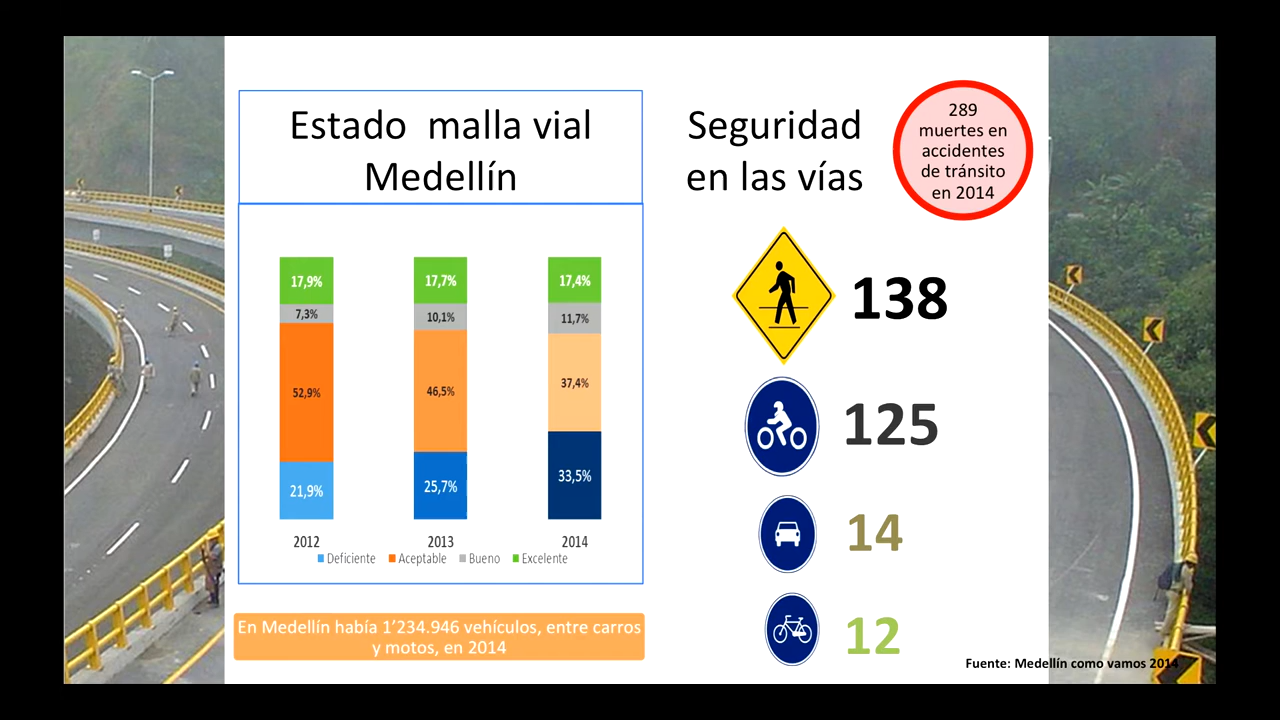 Estado malla vial
Medellín
17,9%
17,7%
17,4%
7,3%
10,1%
11,7%
52,9%
46,5%
37,4%
21,9%
25,7%
33,5%
2012
2013
2014
Deficiente
Aceptable
Bueno
Excelente
En Medellín había 1’234.946 vehículos, entre carros
y motos, en 2014
Seguridad
en las vías
289
muertes en
accidentes
de tránsito
en 2014
138
125
14
12
Fuente: Medellín como vamos 2014